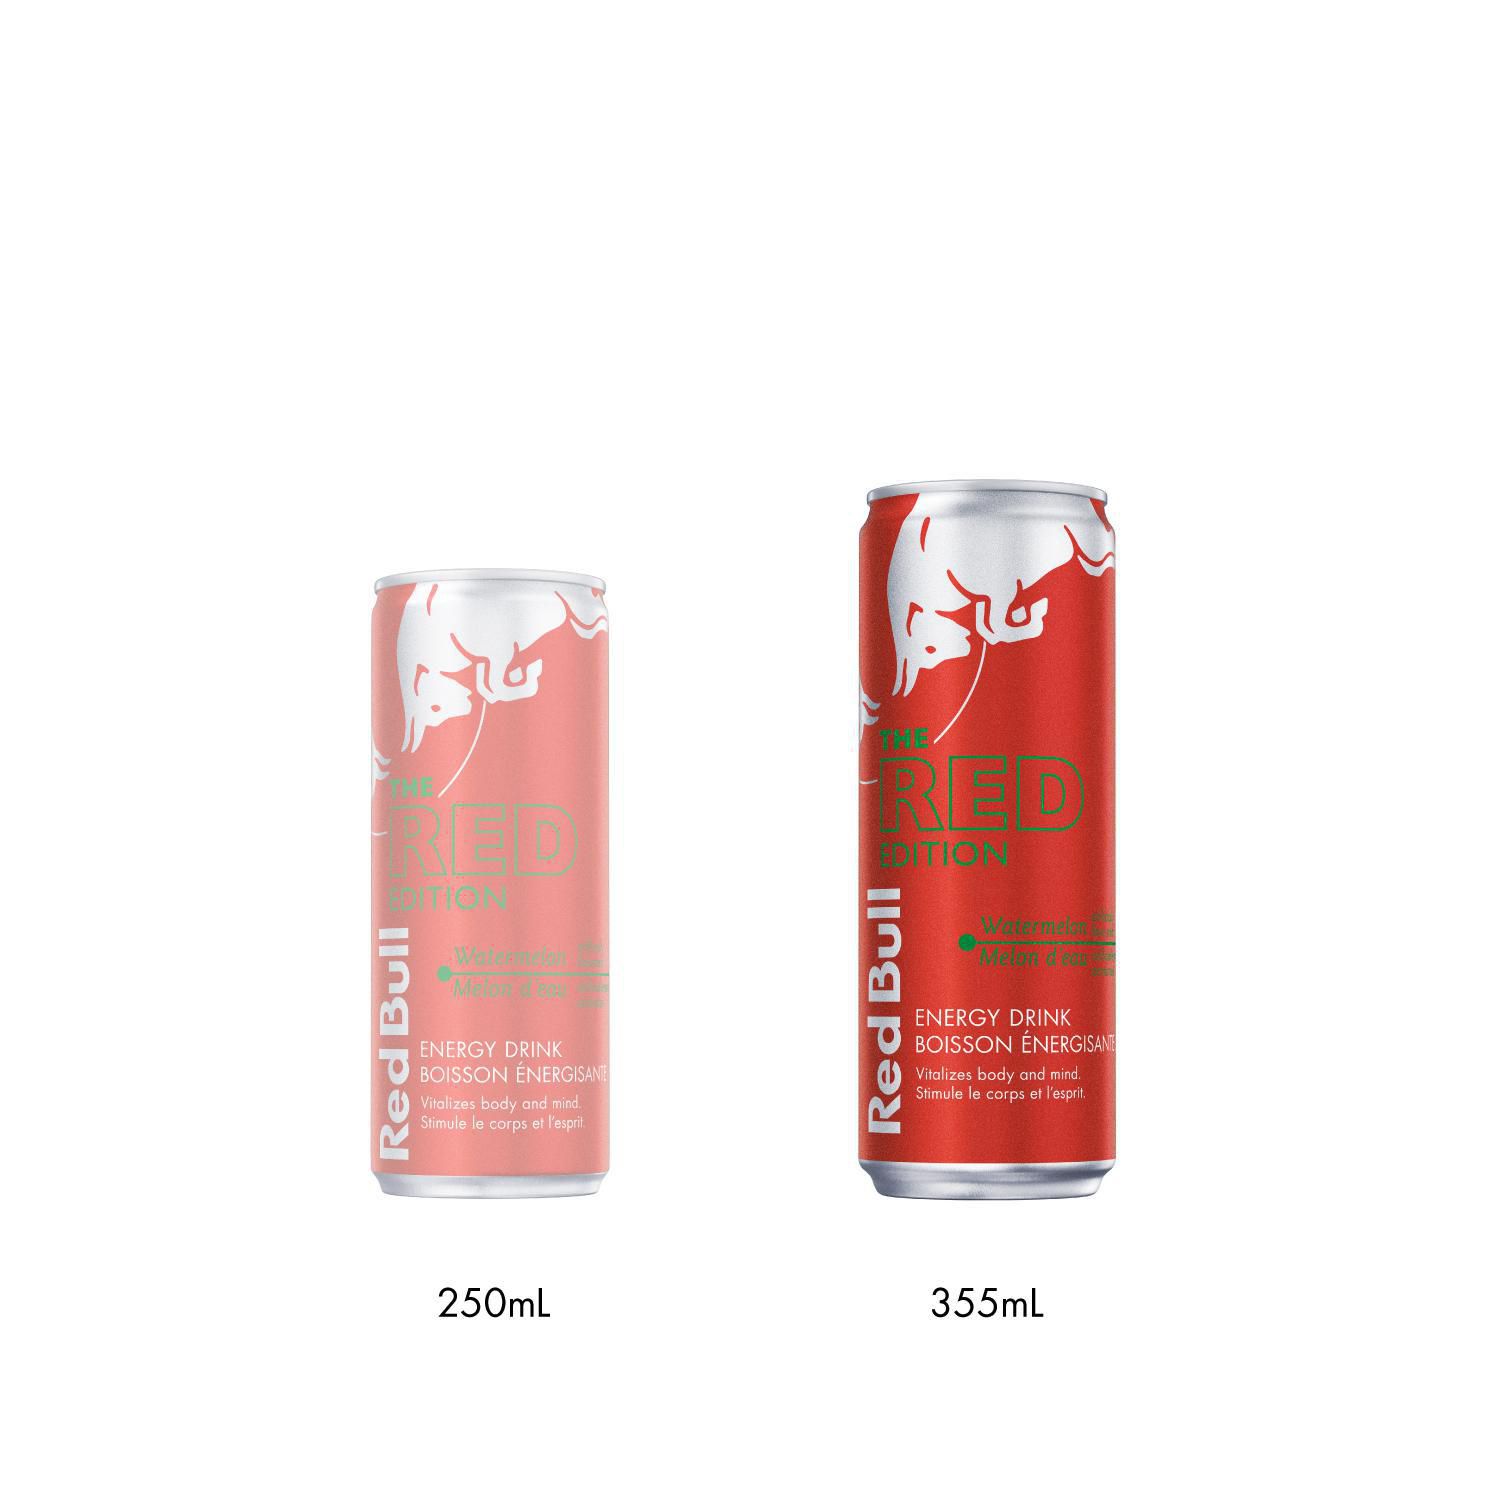 THE
RED
EDITION
Red Bull
Watermelon
Melon d'eau
ENERGY DRINK
BOISSON ÉNERGISANTE
Vitalizes body and mind.
Stimule le corps et l'esprit.
250mL
THE
RED
EDITION
Red Bull
Watermelon
Melon d'eau
ENERGY DRINK
BOISSON ÉNERGISANTE
Vitalizes body and mind.
Stimule le corps et l'esprit.
355mL